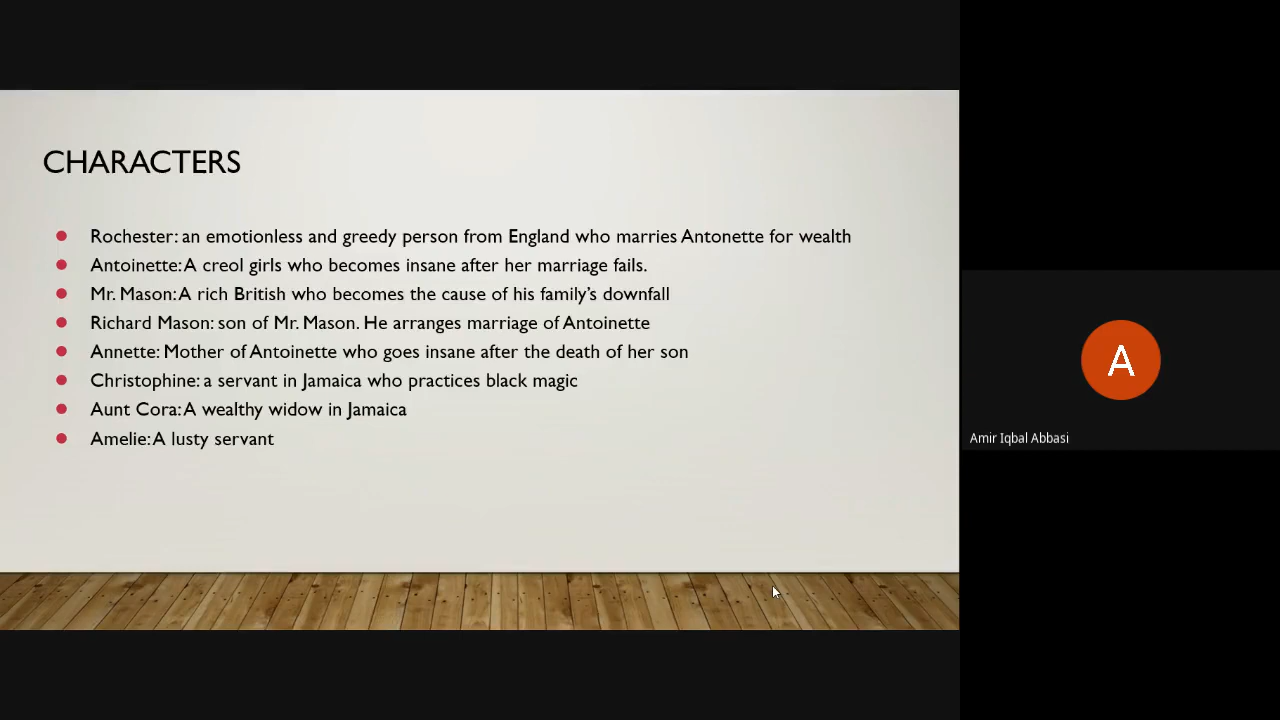 CHARACTERS
Rochester: an emotionless and greedy person from England who marries Antonette for wealth
Antoinette: A creol girls who becomes insane after her marriage fails.
Mr. Mason: A rich British who becomes the cause of his family's downfall
Richard Mason: son of Mr. Mason. He arranges marriage of Antoinette
Annette: Mother of Antoinette who goes insane after the death of her son
Christophine: a servant in Jamaica who practices black magic
Aunt Cora: A wealthy widow in Jamaica
Amelie: A lusty servant
A
Amir Iqbal Abbasi